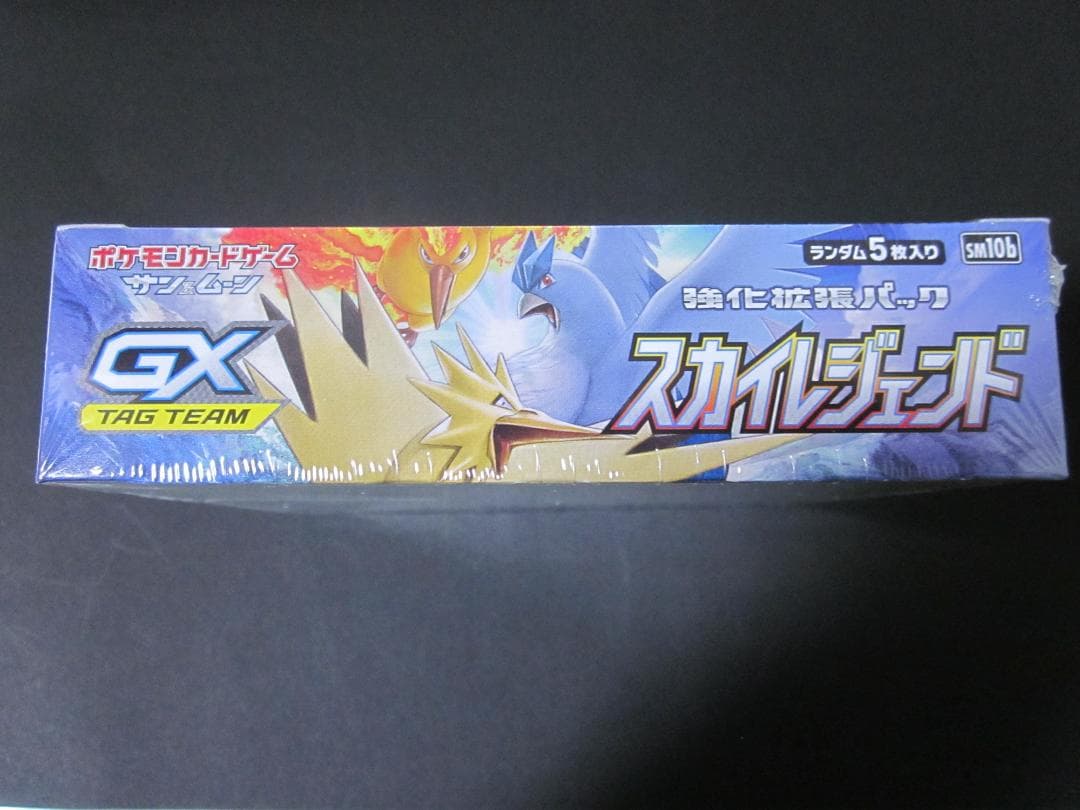 ポケモンカードゲーム
サン&ムーン
GX
TAG TEAM
ランダム5枚入り
SM10b
強化拡張パック
スカイレジェンド